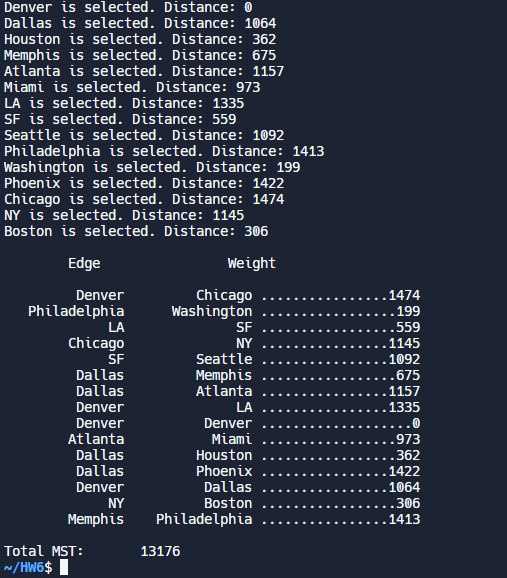 Denver is selected. Distance: 0
Dallas is selected. Distance: 1064
Houston is selected. Distance: 362
Memphis is selected. Distance: 675
Atlanta is selected. Distance: 1157
Miami is selected. Distance: 973
LA is selected. Distance: 1335
SF is selected. Distance: 559
Seattle is selected. Distance: 1092
Philadelphia is selected. Distance: 1413
Washington is selected. Distance: 199
Phoenix is selected. Distance: 1422
Chicago is selected. Distance: 1474
NY is selected. Distance: 1145
Boston is selected. Distance: 306
Edge Weight
Denver Chicago ................1474
Philadelphia Washington .................199
LA SF .................559
Chicago NY ................1145
SF Seattle ................1092
Dallas Memphis .................675
Dallas Atlanta ................1157
Denver LA ................1335
Denver Denver ...................0
Atlanta Miami .................973
Dallas Houston .................362
Dallas Phoenix ................1422
Denver Dallas ................1064
NY Boston .................306
Memphis Philadelphia ................1413
Total MST: 13176
~/HW6$